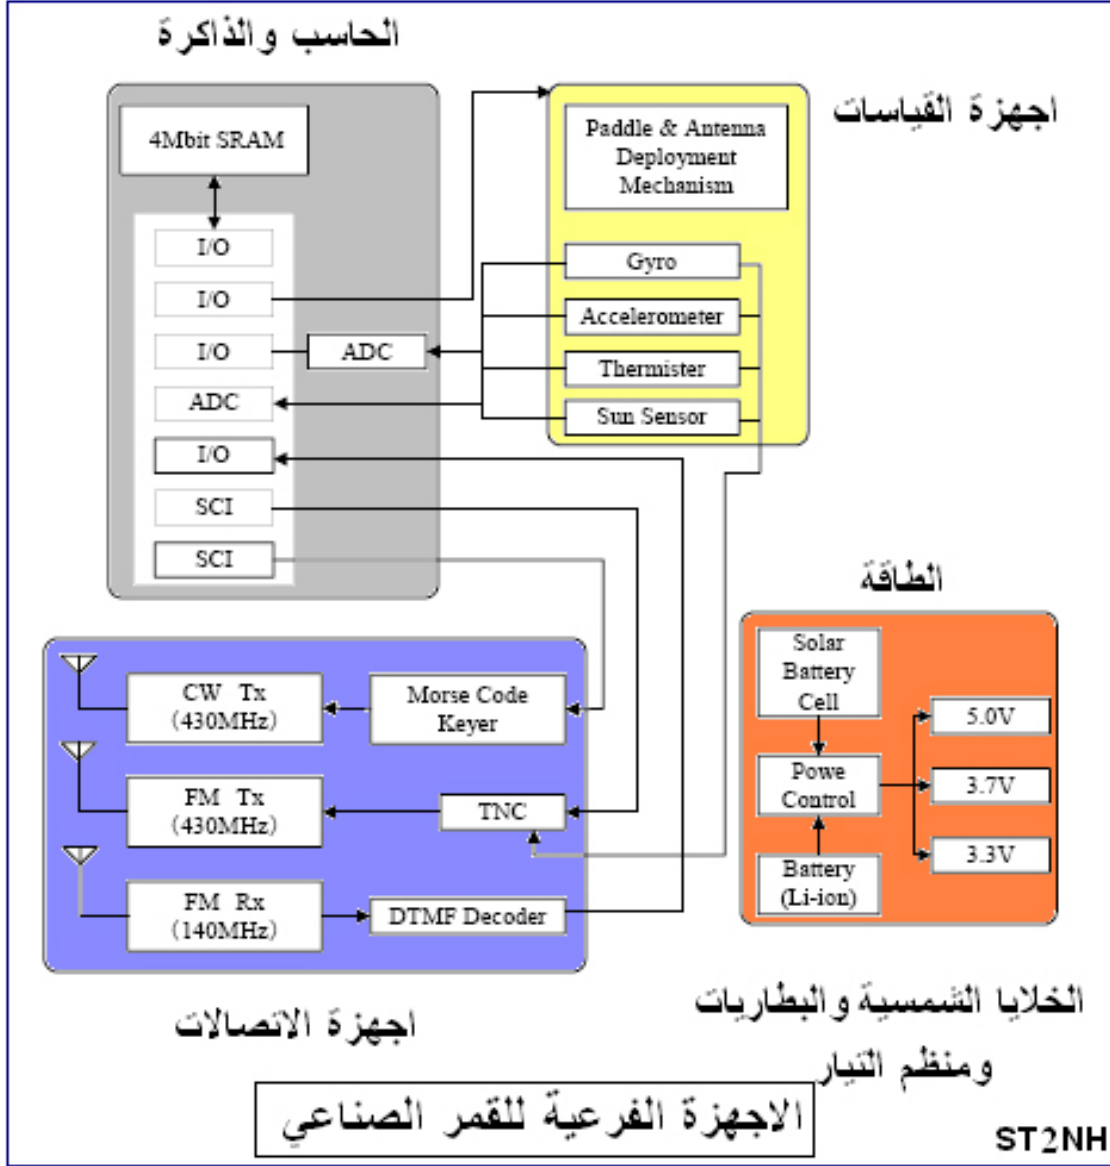 الحاسب والذاكرة
4Mbit SRAM
I/O
I/O
I/O
ADC
ADC
I/O
SCI
SCI
اجهزة القياسات
Paddle & Antenna
Deployment
Mechanism
Gyro
Accelerometer
Thermister
Sun Sensor
CW Tx
(430MHz)
Morse Code
Keyer
FM Tx
(430MHz)
TNC
FM Rx
(140MHz)
DTMF Decoder
اجهزة الاتصالات
الطاقة
Solar
Battery
Cell
Powe
Control
Battery
(Li-ion)
5.0V
3.7V
3.3V
الخلايا الشمسية والبطاريات
ومنظم التيار
الاجهزة الفرعية للقمر الصناعي
ST2NH